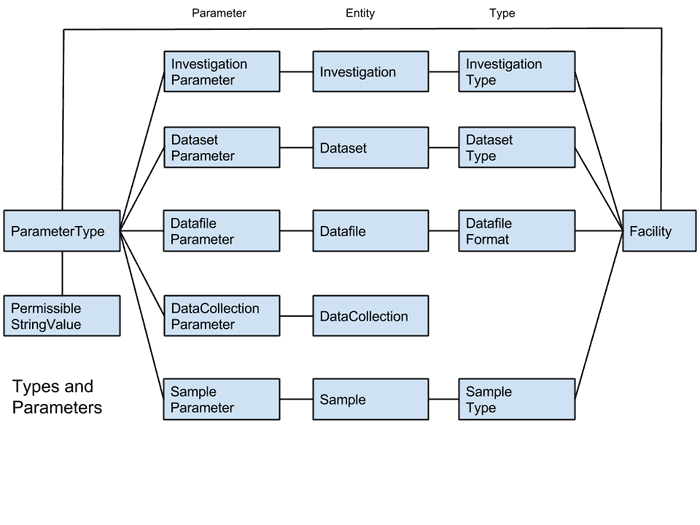 Parameter
Entity
Type
Investigation
Parameter
Investigation
Investigation
Type
Dataset
Parameter
Dataset
Dataset
Type
ParameterType
Datafile
Parameter
Datafile
Datafile
Format
Facility
Permissible
StringValue
DataCollection
Parameter
DataCollection
Types and
Parameters
Sample
Parameter
Sample
Sample
Type